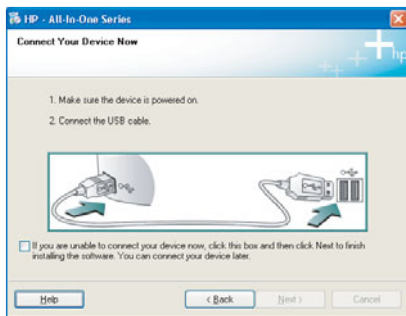 HP - All-In-One Series
Connect Your Device Now
hp
1. Make sure the device is powered on.
2. Connect the USB cable.
If you are unable to connect your device now, click this box and then click Next to finish
installing the software. You can connect your device later.
Help
< Back
Next >
Cancel